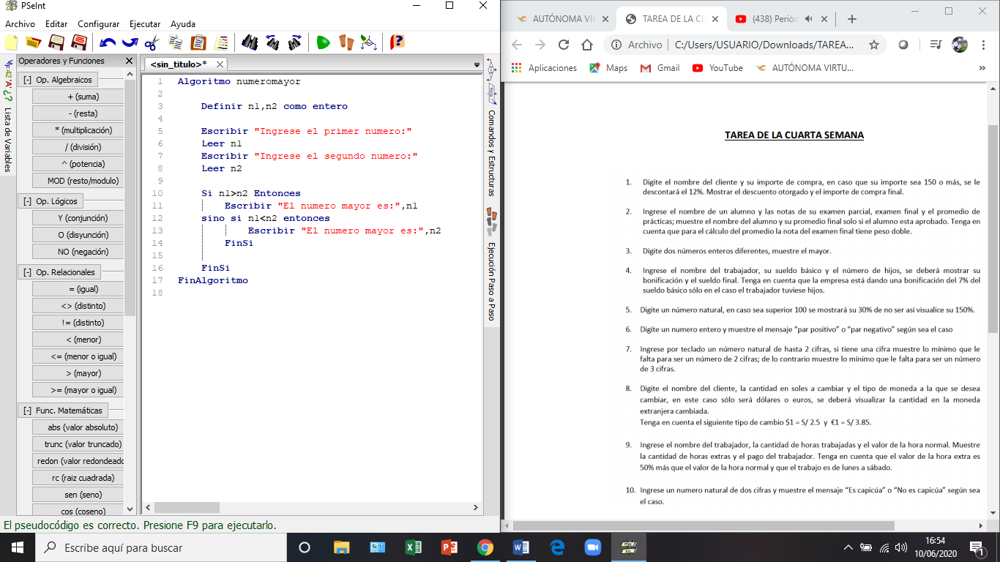 PSeInt
Archivo Editar Configurar Ejecutar Ayuda
Lista de Variables
Operadores y Funciones
[-] Op. Algebraicos
+ (suma)
- (resta)
* (multiplicación)
/ (división)
^ (potencia)
MOD (resto/modulo)
[-] Op. Lógicos
Y (conjunción)
O (disyunción)
NO (negación)
[-] Op. Relacionales
= (igual)
<> (distinto)
!= (distinto)
< (menor)
<= (menor o igual)
> (mayor)
>= (mayor o igual)
[-] Func. Matemáticas
abs (valor absoluto)
trunc (valor truncado)
redon (valor redondeado
rc (raiz cuadrada)
sen (seno)
cos (coseno)
<sin_titulo>*
1 Algoritmo numeromayor
2
3 Definir n1,n2 como entero
4
5 Escribir "Ingrese el primer numero:"
6 Leer n1
7 Escribir "Ingrese el segundo numero:"
8 Leer n2
9
10 Si n1>n2 Entonces
11 Escribir "El numero mayor es:",n1
12 sino si n1<n2 entonces
13 Escribir "El numero mayor es:",n2
14 FinSi
15
16 FinSi
17 FinAlgoritmo
18
Comandos y Estructuras
Ejecución Paso a Paso
El pseudocódigo es correcto. Presione F9 para ejecutarlo.
AUTÓNOMA VIRTU
TAREA DE LA CU
(438) Periód
Archivo C:/Users/USUARIO/Downloads/TAREA...
Aplicaciones Maps Gmail YouTube AUTÓNOMA VIRTU... »
TAREA DE LA CUARTA SEMANA
1. Digite el nombre del cliente y su importe de compra, en caso que su importe sea 150 o más, se le
descontará el 12%. Mostrar el descuento otorgado y el importe de compra final.
2. Ingrese el nombre de un alumno y las notas de su examen parcial, examen final y el promedio de
prácticas; muestre el nombre del alumno y su promedio final solo si el alumno esta aprobado. Tenga en
cuenta que para el cálculo del promedio la nota del examen final tiene peso doble.
3. Digite dos números enteros diferentes, muestre el mayor.
4. Ingrese el nombre del trabajador, su sueldo básico y el número de hijos, se deberá mostrar su
bonificación y el sueldo final. Tenga en cuenta que la empresa está dando una bonificación del 7% del
sueldo básico sólo en el caso el trabajador tuviese hijos.
5. Digite un número natural, en caso sea superior 100 se mostrará su 30% de no ser así visualice su 150%.
6. Digite un numero entero y muestre el mensaje “par positivo” o “par negativo” según sea el caso
7. Ingrese por teclado un número natural de hasta 2 cifras, si tiene una cifra muestre lo mínimo que le
falta para ser un número de 2 cifras; de lo contrario muestre lo mínimo que le falta para ser un número
de 3 cifras.
8. Digite el nombre del cliente, la cantidad en soles a cambiar y el tipo de moneda a la que se desea
cambiar, en este caso sólo será dólares o euros, se deberá visualizar la cantidad en la moneda
extranjera cambiada.
Tenga en cuenta el siguiente tipo de cambio $1 = S/ 2.5 y €1 = S/ 3.85.
9. Ingrese el nombre del trabajador, la cantidad de horas trabajadas y el valor de la hora normal. Muestre
la cantidad de horas extras y el pago del trabajador. Tenga en cuenta que el valor de la hora extra es
50% más que el valor de la hora normal y que el trabajo es de lunes a sábado.
10. Ingrese un numero natural de dos cifras y muestre el mensaje “Es capicúa” o “No es capicúa” según sea
el caso.
Escribe aquí para buscar
16:54
10/06/2020
1